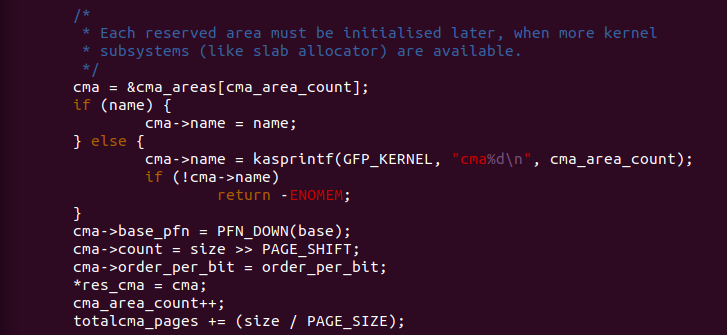 /*
 * Each reserved area must be initialised later, when more kernel
 * subsystems (like slab allocator) are available.
 */
cma = &cma_areas[cma_area_count];
if (name) {
        cma->name = name;
} else {
        cma->name = kasprintf(GFP_KERNEL, "cma%d\n", cma_area_count);
        if (!cma->name)
                return -ENOMEM;
}
cma->base_pfn = PFN_DOWN(base);
cma->count = size >> PAGE_SHIFT;
cma->order_per_bit = order_per_bit;
*res_cma = cma;
cma_area_count++;
totalcma_pages += (size / PAGE_SIZE);